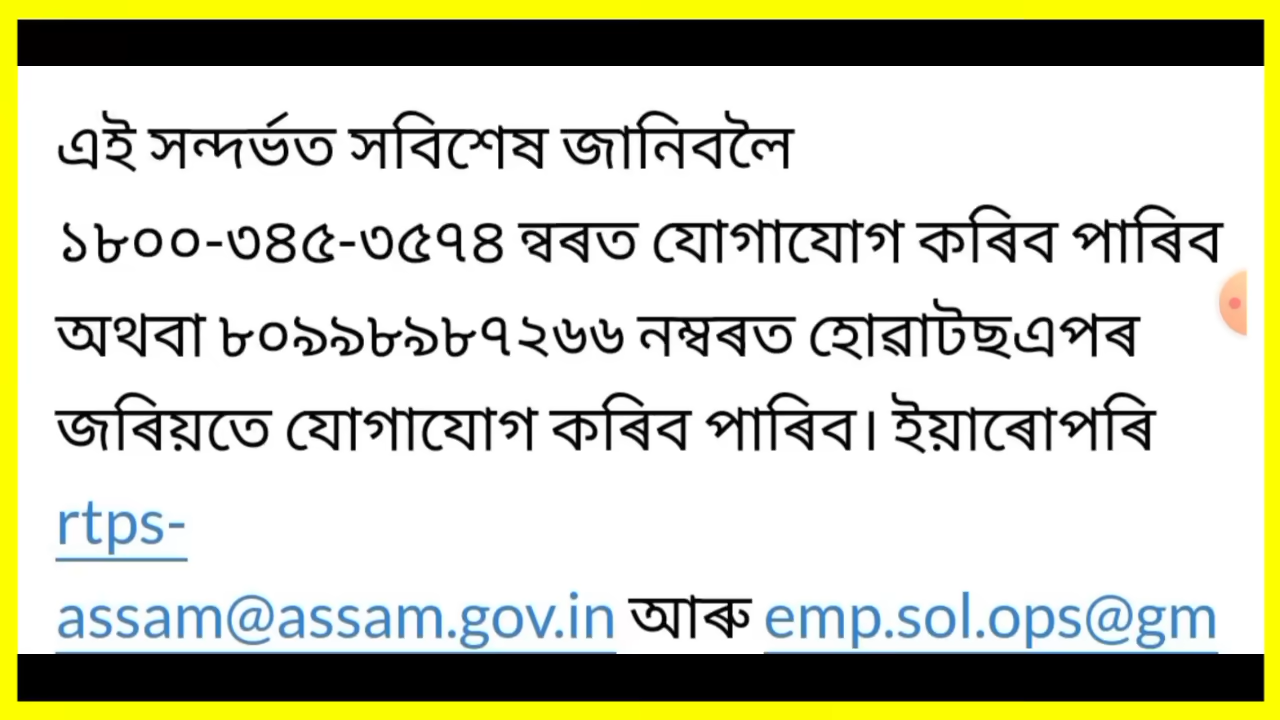 এই সন্দৰ্ভত সবিশেষ জানিবলৈ
১৮০০-৩৪৫-৩৫৭৪ ন্বৰত যোগাযোগ কৰিব পাৰিব
অথবা ৮০৯৯৮৯৮৭২৬৬ নম্বৰত হোৱাটছএপৰ
জৰিয়তে যোগাযোগ কৰিব পাৰিব। ইয়াৰোপৰি
rtps-
assam@assam.gov.in আৰু emp.sol.ops@gm